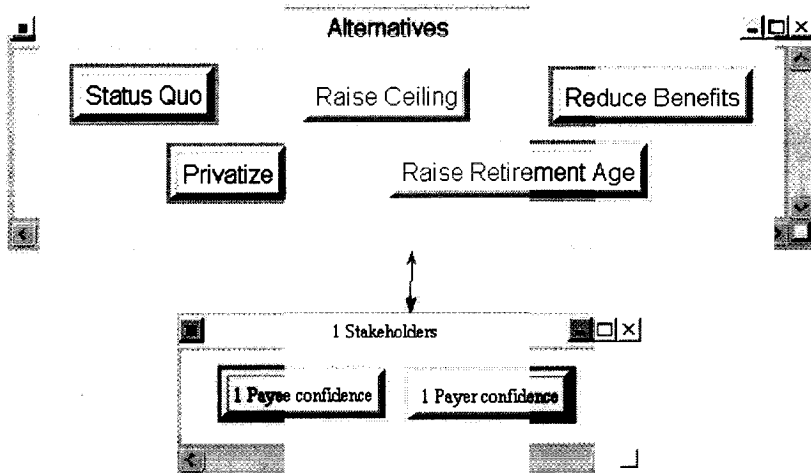 Alternatives
Status Quo
Raise Ceiling
Reduce Benefits
Privatize
Raise Retirement Age
1 Stakeholders
1 Payee confidence
1 Payer confidence